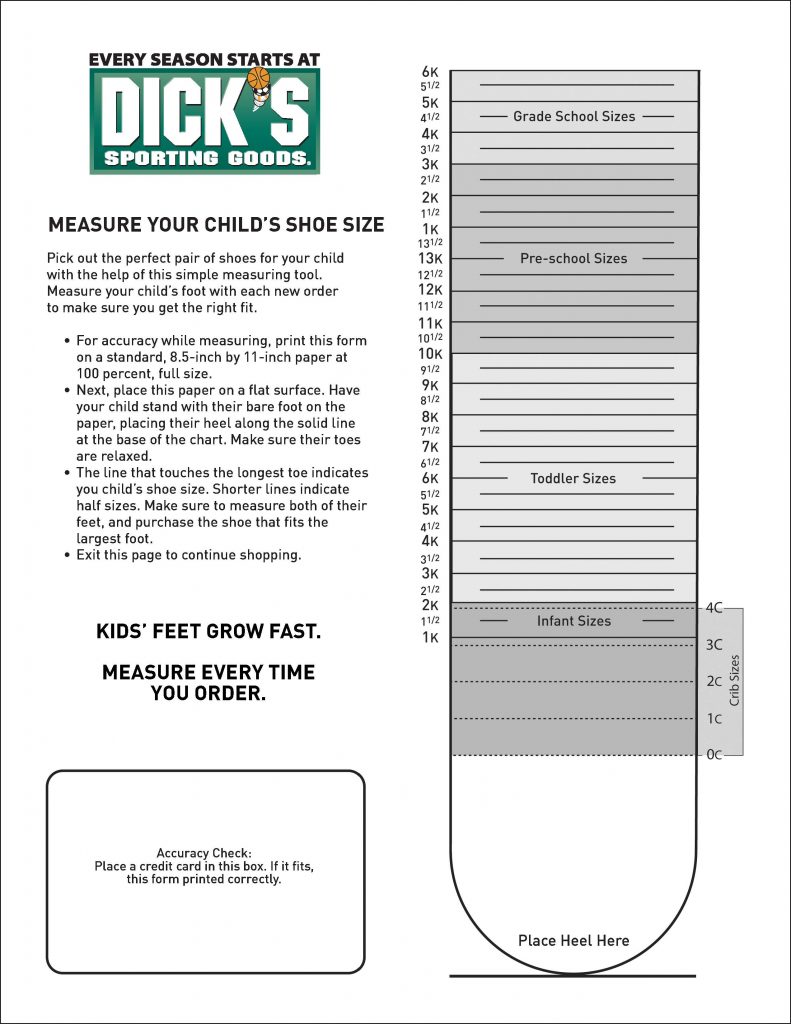 EVERY SEASON STARTS AT
DICK'S
SPORTING GOODS.
MEASURE YOUR CHILD'S SHOE SIZE
Pick out the perfect pair of shoes for your child
with the help of this simple measuring tool.
Measure your child's foot with each new order
to make sure you get the right fit.
• For accuracy while measuring, print this form
on a standard, 8.5-inch by 11-inch paper at
100 percent, full size.
• Next, place this paper on a flat surface. Have
your child stand with their bare foot on the
paper, placing their heel along the solid line
at the base of the chart. Make sure their toes
are relaxed.
• The line that touches the longest toe indicates
you child's shoe size. Shorter lines indicate
half sizes. Make sure to measure both of their
feet, and purchase the shoe that fits the
largest foot.
• Exit this page to continue shopping.
KIDS' FEET GROW FAST.
MEASURE EVERY TIME
YOU ORDER.
Accuracy Check:
Place a credit card in this box. If it fits,
this form printed correctly.
6K
5 1/2
5K
4 1/2 Grade School Sizes
4K
3 1/2
3K
2 1/2
2K
1 1/2
1K
13 1/2
13K Pre-school Sizes
12 1/2
12K
11 1/2
11K
10 1/2
10K
9 1/2
9K
8 1/2
8K
7 1/2
7K
6 1/2
6K Toddler Sizes
5 1/2
5K
4 1/2
4K
3 1/2
3K
2 1/2
2K
1 1/2 Infant Sizes
1K
4C
3C
2C
1C
0C
Crib Sizes
Place Heel Here